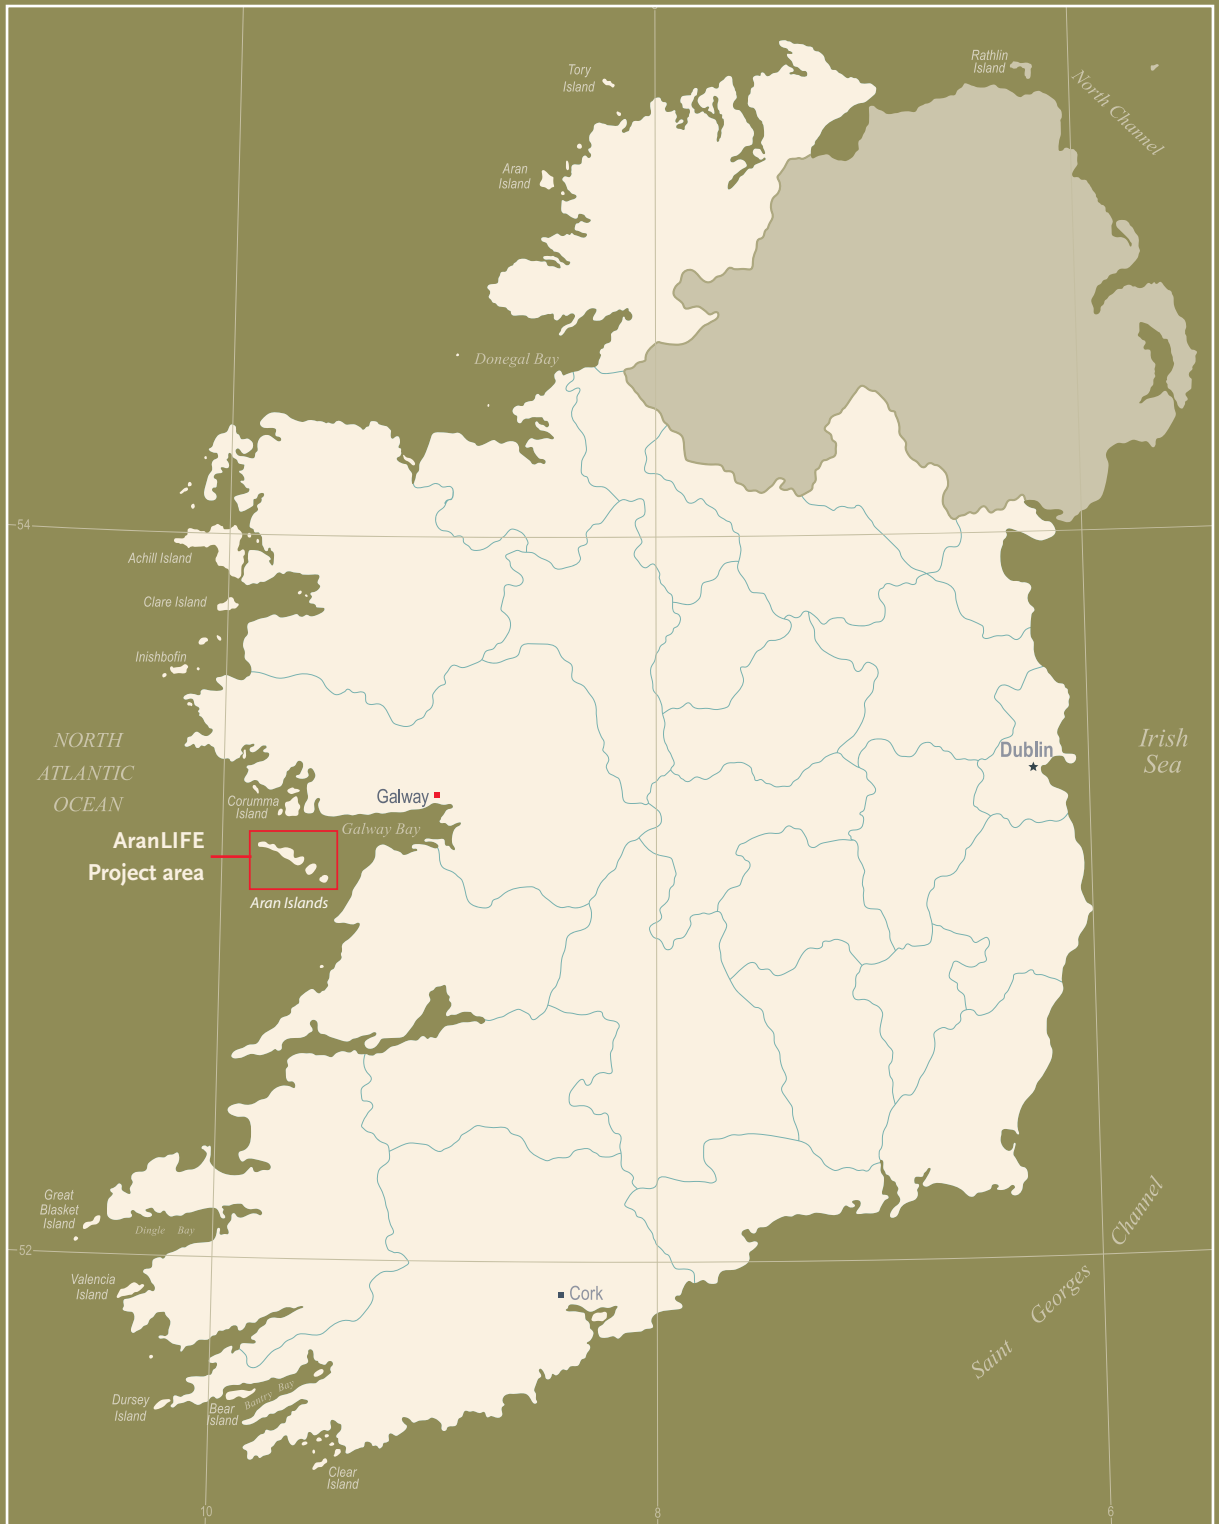 Tory
Island
Rathlin
Island
North Channel
Aran
Island
Donegal Bay
54
Achill Island
Clare Island
Inishbofin
NORTH
ATLANTIC
OCEAN
Irish
Sea
Dublin
Galway
Corumma
Island
Galway Bay
AranLIFE
Project area
Aran Islands
Great
Blasket
Island
Dingle Bay
52
Valencia
Island
Cork
Saint Georges Channel
Dursey
Island
Bear
Island
Bantry Bay
Clear
Island
10
8
6